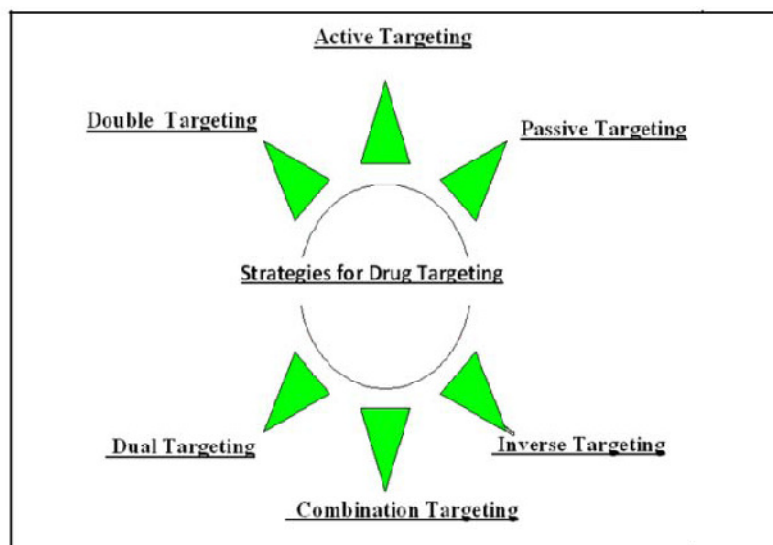 Active Targeting
Double Targeting
Passive Targeting
Strategies for Drug Targeting
Dual Targeting
Inverse Targeting
Combination Targeting